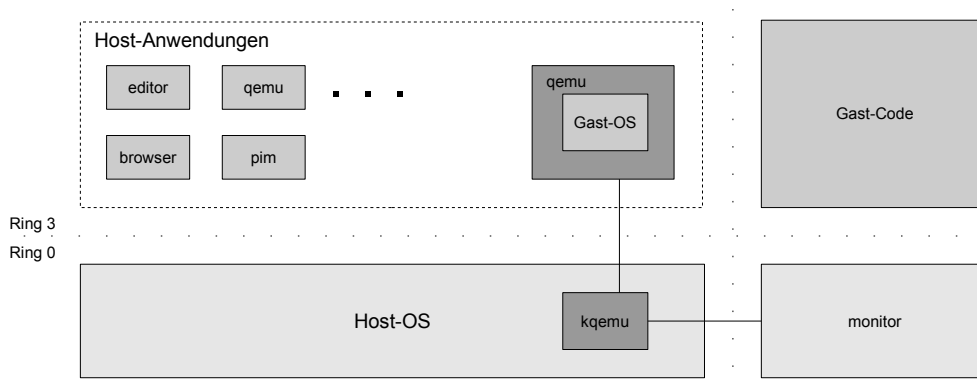 Host-Anwendungen
editor
qemu
browser
pim
qemu
Gast-OS
Gast-Code
Ring 3
Ring 0
Host-OS
kqemu
monitor